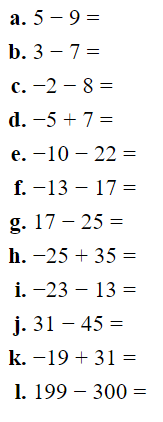 a. 5 − 9 =
b. 3 − 7 =
c. −2 − 8 =
d. −5 + 7 =
e. −10 − 22 =
f. −13 − 17 =
g. 17 − 25 =
h. −25 + 35 =
i. −23 − 13 =
j. 31 − 45 =
k. −19 + 31 =
l. 199 − 300 =